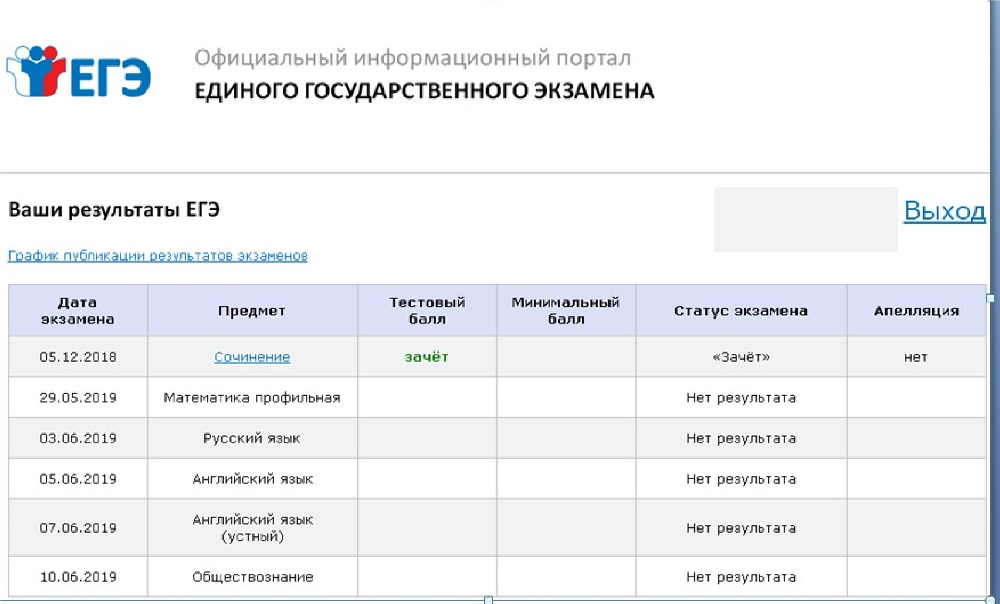 ЕГЭ
Официальный информационный портал
ЕДИНОГО ГОСУДАРСТВЕННОГО ЭКЗАМЕНА
Ваши результаты ЕГЭ
Выход
График публикации результатов экзаменов
Дата экзамена Предмет Тестовый балл Минимальный балл Статус экзамена Апелляция
05.12.2018 Сочинение зачёт «Зачёт» нет
29.05.2019 Математика профильная Нет результата
03.06.2019 Русский язык Нет результата
05.06.2019 Английский язык Нет результата
07.06.2019 Английский язык (устный) Нет результата
10.06.2019 Обществознание Нет результата